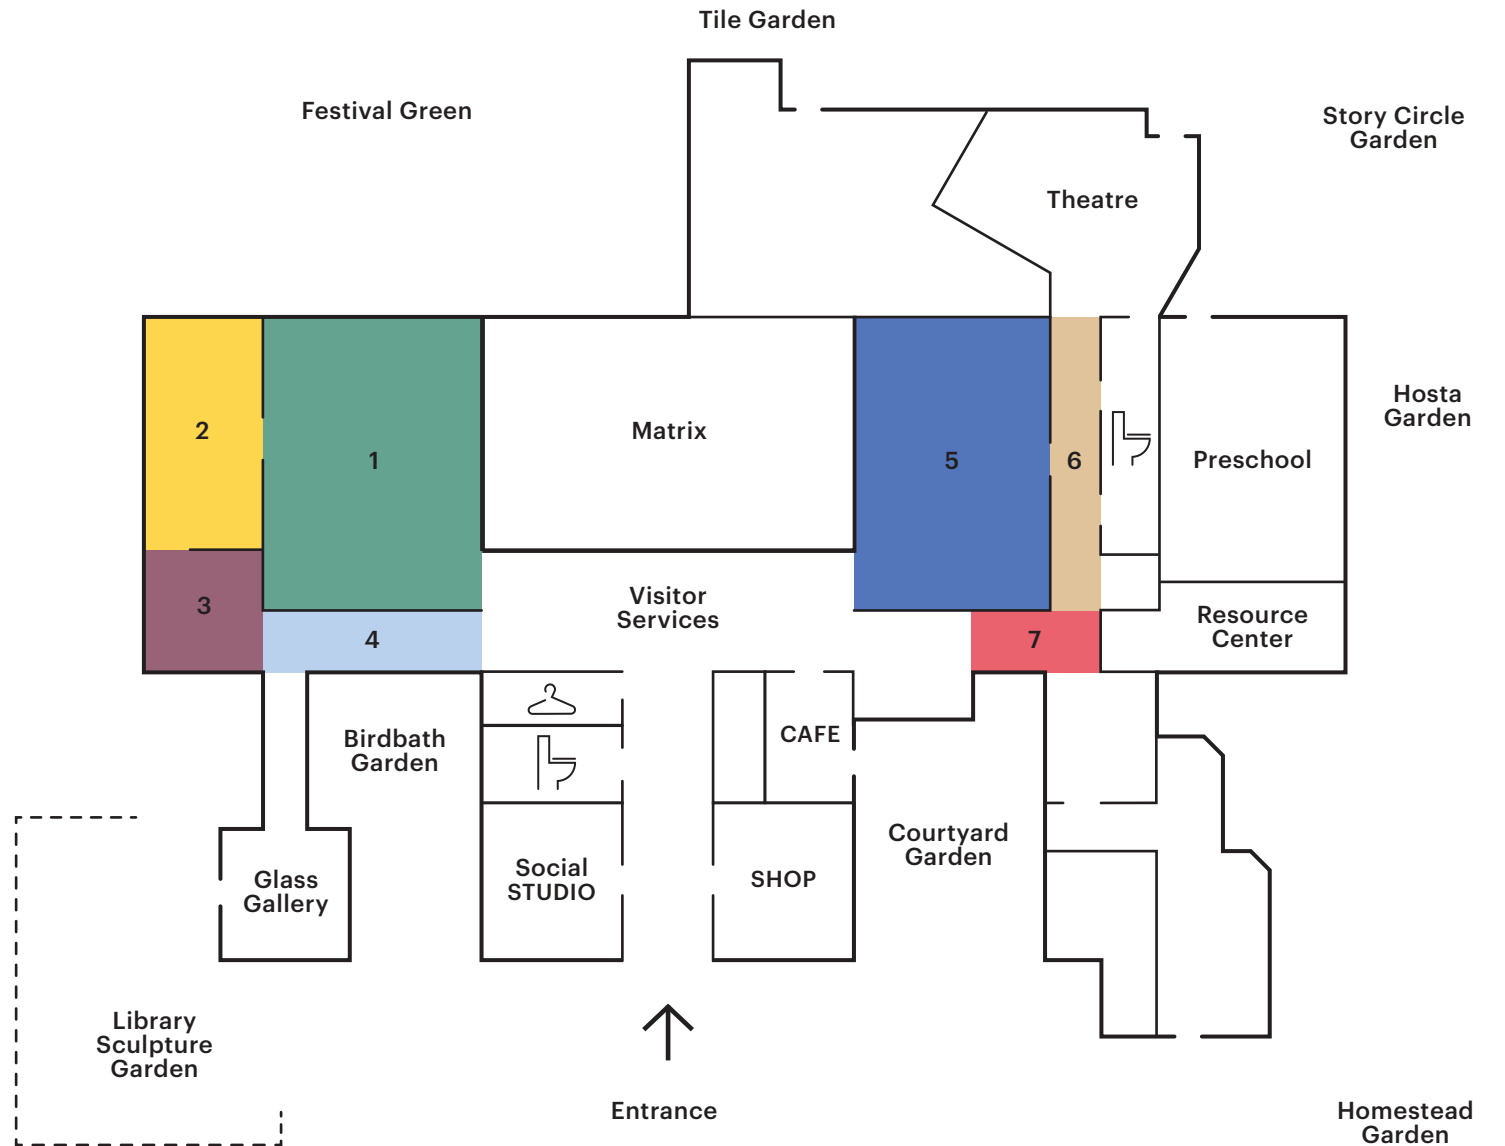 Tile Garden
Festival Green
Story Circle
Garden
Theatre
Hosta
Garden
2
1
Matrix
5
6
Preschool
3
4
Visitor
Services
7
Resource
Center
Birdbath
Garden
CAFE
Courtyard
Garden
Glass
Gallery
Social
STUDIO
SHOP
Library
Sculpture
Garden
Entrance
Homestead
Garden